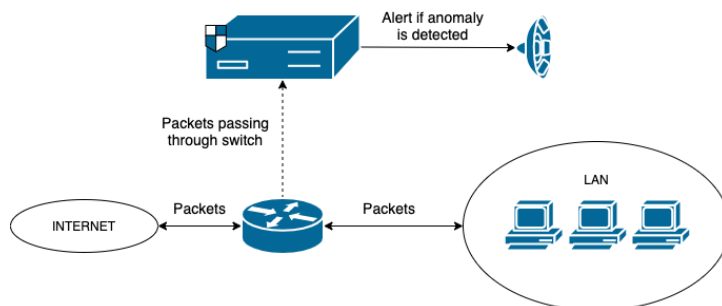 Alert if anomaly
is detected
Packets passing
through switch
LAN
INTERNET
Packets
Packets